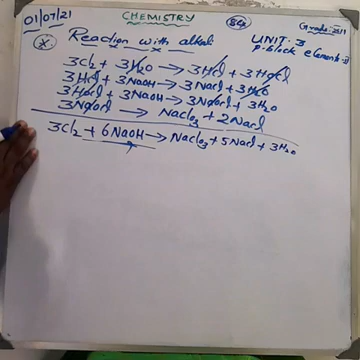 01/07/21 CHEMISTRY 84 Grade: XII
* Reaction with alkali UNIT-3
P-block elements-II
3Cl2 + 3H2O → 3HCl + 3HOCl
3HCl + 3NaOH → 3NaCl + 3H2O
3HOCl + 3NaOH → 3NaOCl + 3H2O
3NaOCl → NaClO3 + 2NaCl
3Cl2 + 6NaOH → NaClO3 + 5NaCl + 3H2O